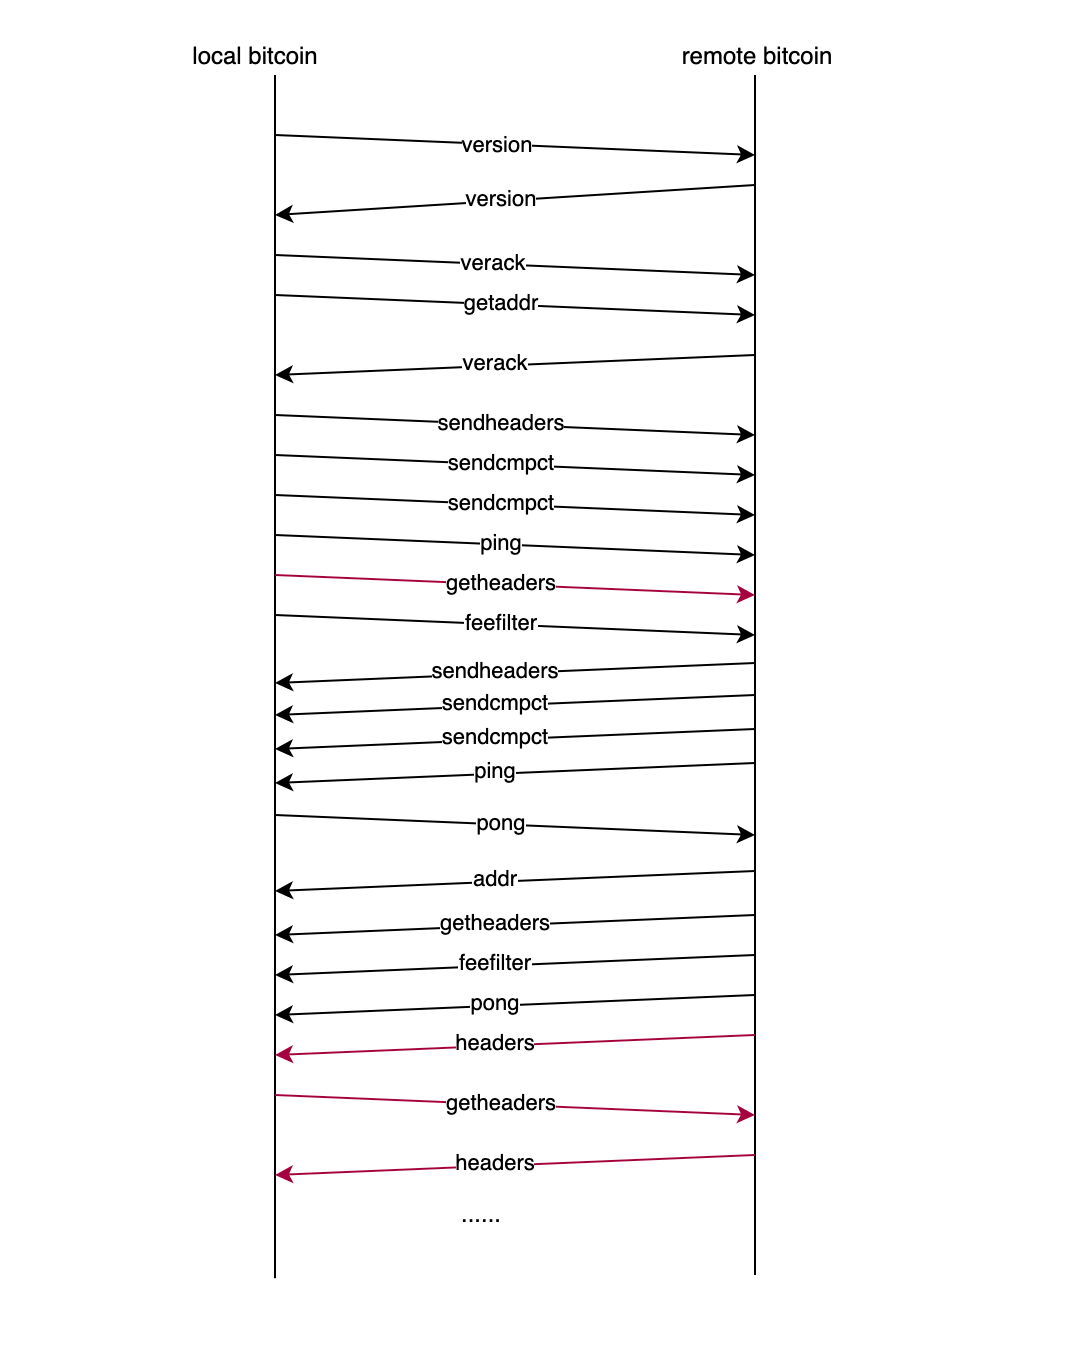 local bitcoin
remote bitcoin
version
version
verack
getaddr
verack
sendheaders
sendcmpct
sendcmpct
ping
getheaders
feefilter
sendheaders
sendcmpct
sendcmpct
ping
pong
addr
getheaders
feefilter
pong
headers
getheaders
headers
......